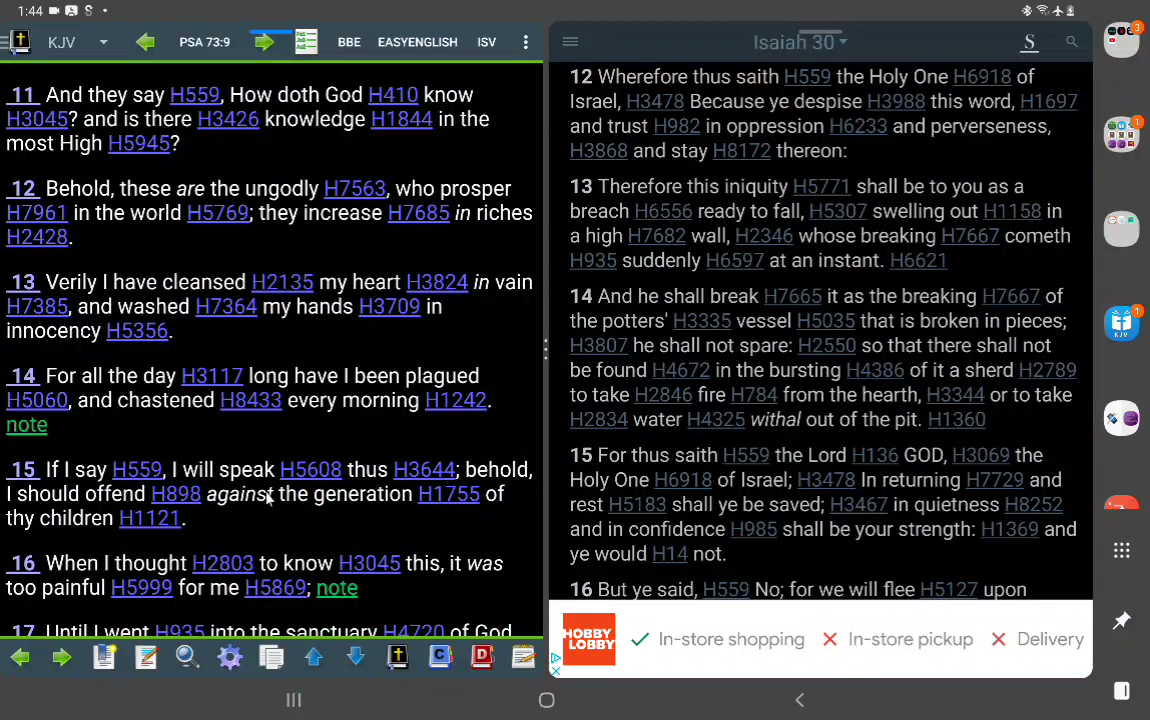 1:44
KJV
PSA 73:9
BBE
EASYENGLISH
ISV
11 And they say H559, How doth God H410 know
H3045? and is there H3426 knowledge H1844 in the
most High H5945?
12 Behold, these are the ungodly H7563, who prosper
H7961 in the world H5769; they increase H7685 in riches
H2428.
13 Verily I have cleansed H2135 my heart H3824 in vain
H7385, and washed H7364 my hands H3709 in
innocency H5356.
14 For all the day H3117 long have I been plagued
H5060, and chastened H8433 every morning H1242.
note
15 If I say H559, I will speak H5608 thus H3644; behold,
I should offend H898 against the generation H1755 of
thy children H1121.
16 When I thought H2803 to know H3045 this, it was
too painful H5999 for me H5869; note
17 Until I went H935 into the sanctuary H4720 of God
Isaiah 30
S
12 Wherefore thus saith H559 the Holy One H6918 of
Israel, H3478 Because ye despise H3988 this word, H1697
and trust H982 in oppression H6233 and perverseness,
H3868 and stay H8172 thereon:
13 Therefore this iniquity H5771 shall be to you as a
breach H6556 ready to fall, H5307 swelling out H1158 in
a high H7682 wall, H2346 whose breaking H7667 cometh
H935 suddenly H6597 at an instant. H6621
14 And he shall break H7665 it as the breaking H7667 of
the potters' H3335 vessel H5035 that is broken in pieces;
H3807 he shall not spare: H2550 so that there shall not
be found H4672 in the bursting H4386 of it a sherd H2789
to take H2846 fire H784 from the hearth, H3344 or to take
H2834 water H4325 withal out of the pit. H1360
15 For thus saith H559 the Lord H136 GOD, H3069 the
Holy One H6918 of Israel; H3478 In returning H7729 and
rest H5183 shall ye be saved; H3467 in quietness H8252
and in confidence H985 shall be your strength: H1369 and
ye would H14 not.
16 But ye said, H559 No; for we will flee H5127 upon
HOBBY
LOBBY
In-store shopping
In-store pickup
Delivery
C
D
3
1
KJV
1